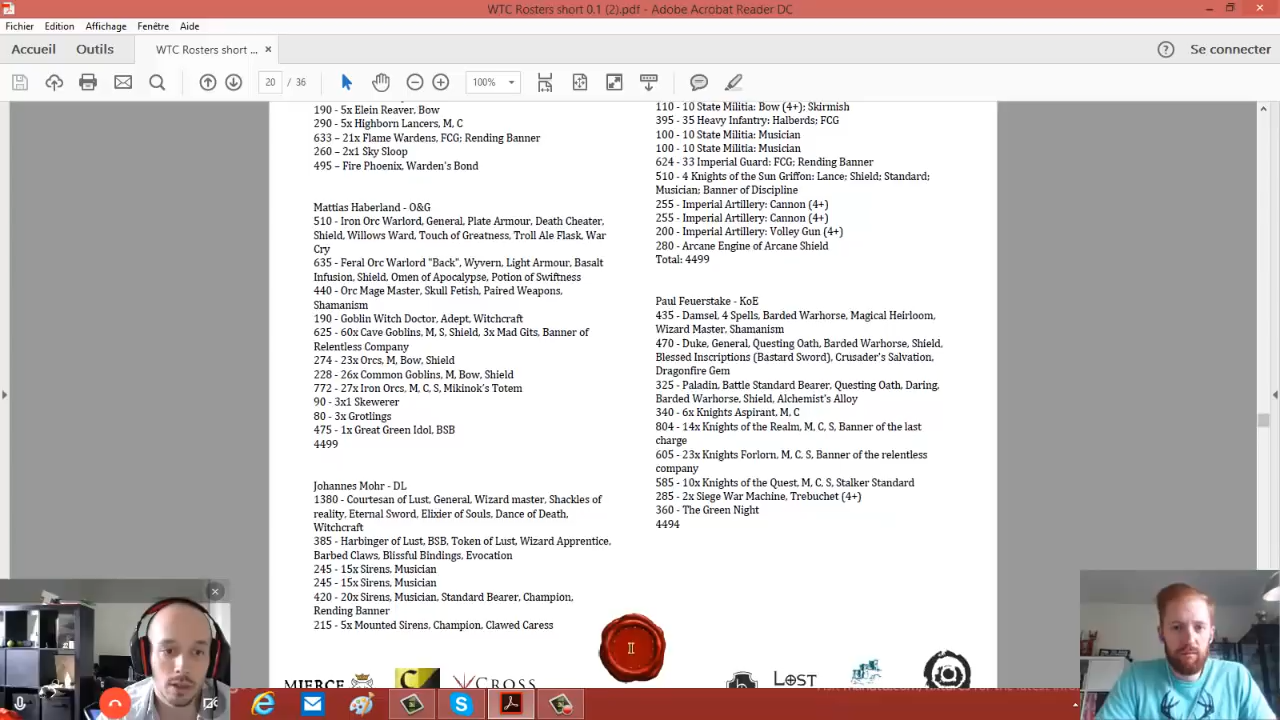 WTC Rosters short 0.1 (2).pdf - Adobe Acrobat Reader DC
Fichier Edition Affichage Fenêtre Aide
Accueil Outils WTC Rosters short ... × Se connecter
20 / 36 100%
190 - 5x Elein Reaver, Bow
290 - 5x Highborn Lancers, M, C
633 – 21x Flame Wardens, FCG; Rending Banner
260 – 2x1 Sky Sloop
495 – Fire Phoenix, Warden's Bond
Mattias Haberland - O&G
510 - Iron Orc Warlord, General, Plate Armour, Death Cheater,
Shield, Willows Ward, Touch of Greatness, Troll Ale Flask, War
Cry
635 - Feral Orc Warlord "Back", Wyvern, Light Armour, Basalt
Infusion, Shield, Omen of Apocalypse, Potion of Swiftness
440 - Orc Mage Master, Skull Fetish, Paired Weapons,
Shamanism
190 - Goblin Witch Doctor, Adept, Witchcraft
625 - 60x Cave Goblins, M, S, Shield, 3x Mad Gits, Banner of
Relentless Company
274 - 23x Orcs, M, Bow, Shield
228 - 26x Common Goblins, M, Bow, Shield
772 - 27x Iron Orcs, M, C, S, Mikinok's Totem
90 - 3x1 Skewerer
80 - 3x Grotlings
475 - 1x Great Green Idol, BSB
4499
Johannes Mohr - DL
1380 - Courtesan of Lust, General, Wizard master, Shackles of
reality, Eternal Sword, Elixier of Souls, Dance of Death,
Witchcraft
385 - Harbinger of Lust, BSB, Token of Lust, Wizard Apprentice,
Barbed Claws, Blissful Bindings, Evocation
245 - 15x Sirens, Musician
245 - 15x Sirens, Musician
420 - 20x Sirens, Musician, Standard Bearer, Champion,
Rending Banner
215 - 5x Mounted Sirens, Champion, Clawed Caress
110 - 10 State Militia: Bow (4+); Skirmish
395 - 35 Heavy Infantry: Halberds; FCG
100 - 10 State Militia: Musician
100 - 10 State Militia: Musician
624 - 33 Imperial Guard: FCG; Rending Banner
510 - 4 Knights of the Sun Griffon: Lance; Shield; Standard;
Musician; Banner of Discipline
255 - Imperial Artillery: Cannon (4+)
255 - Imperial Artillery: Cannon (4+)
200 - Imperial Artillery: Volley Gun (4+)
280 - Arcane Engine of Arcane Shield
Total: 4499
Paul Feuerstake - KoE
435 - Damsel, 4 Spells, Barded Warhorse, Magical Heirloom,
Wizard Master. Shamanism
470 - Duke, General, Questing Oath, Barded Warhorse, Shield,
Blessed Inscriptions (Bastard Sword), Crusader's Salvation,
Dragonfire Gem
325 - Paladin, Battle Standard Bearer, Questing Oath, Daring,
Barded Warhorse, Shield, Alchemist's Alloy
340 - 6x Knights Aspirant, M, C
804 - 14x Knights of the Realm, M, C, S, Banner of the last
charge
605 - 23x Knights Forlorn, M, C, S, Banner of the relentless
company
585 - 10x Knights of the Quest, M, C, S, Stalker Standard
285 - 2x Siege War Machine, Trebuchet (4+)
360 - The Green Night
4494
MIERCE CROSS LOST